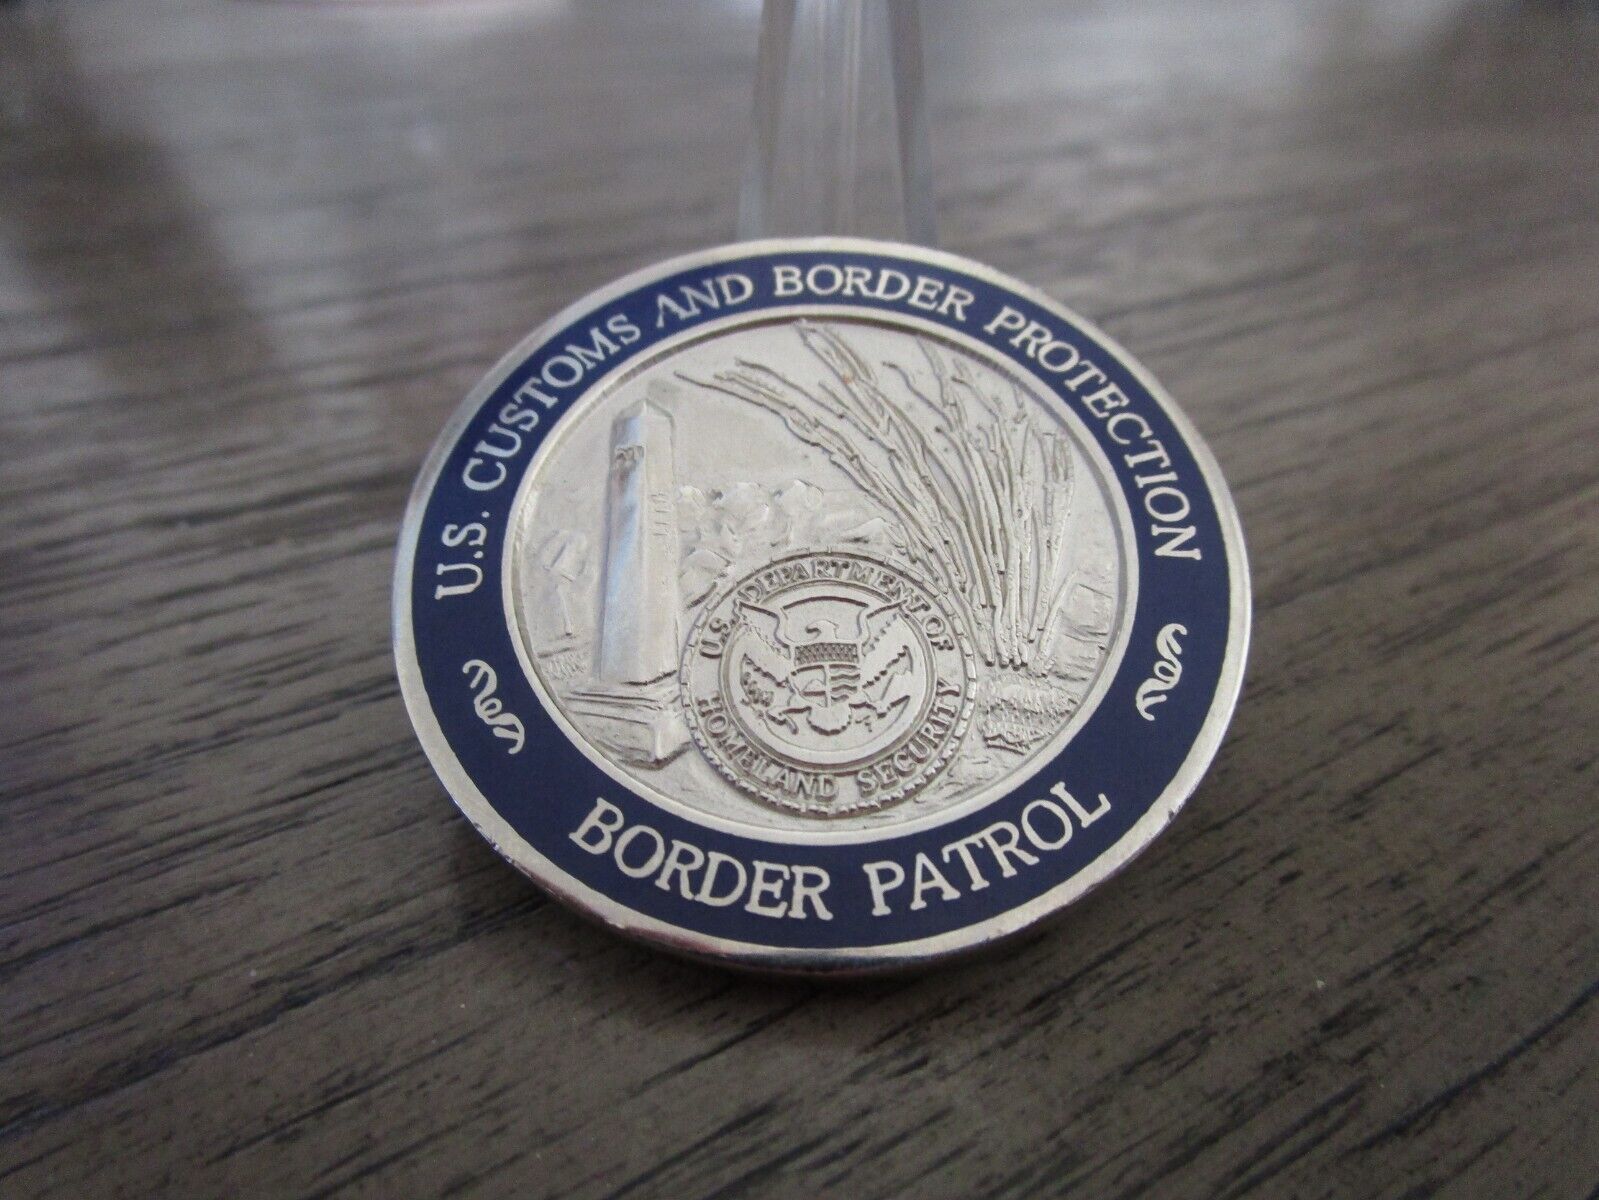 U.S. CUSTOMS AND BORDER PROTECTION
U.S. DEPARTMENT OF
HOMELAND SECURITY
BORDER PATROL